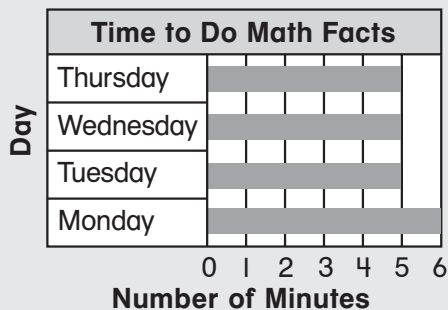 Time to Do Math Facts
Day
Thursday
Wednesday
Tuesday
Monday
0 1 2 3 4 5 6
Number of Minutes